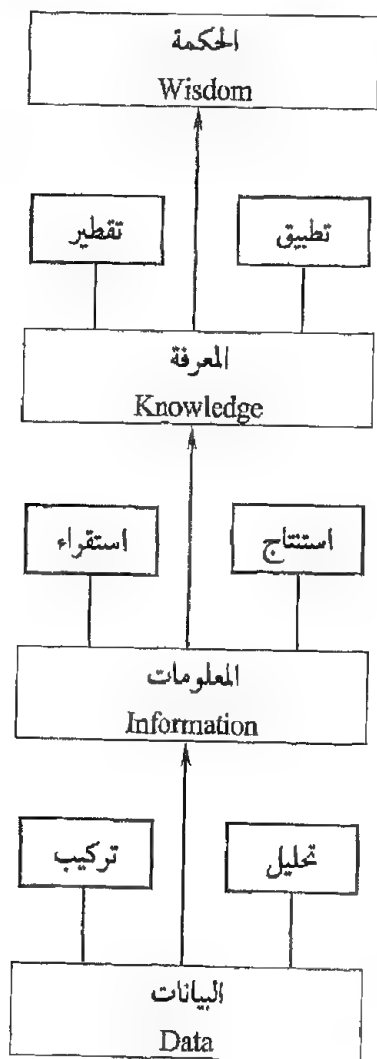 الحكمة
Wisdom
تطبيق
تقطير
المعرفة
Knowledge
استنتاج
استقراء
المعلومات
Information
تحليل
تركيب
البيانات
Data